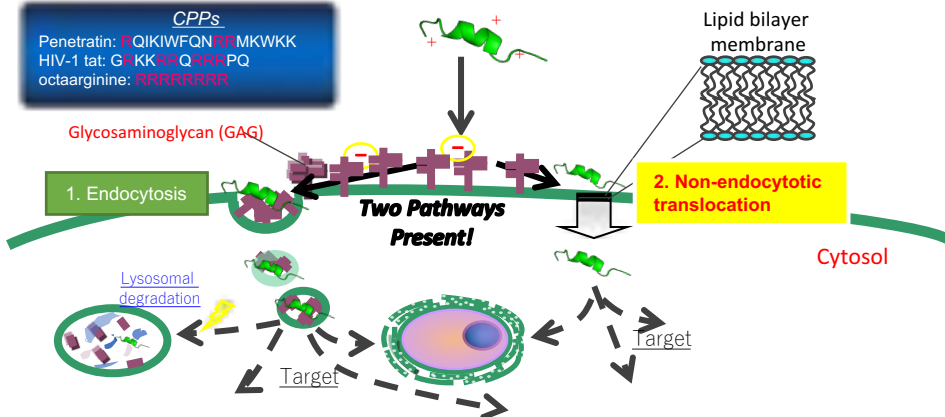 CPPs
Penetratin: RQIKIWFQNRRMKWKK
HIV-1 tat: GRKKRRQRRRPQ
octaarginine: RRRRRRRR
Lipid bilayer
membrane
+
+
+
+
Glycosaminoglycan (GAG)
−
−
1. Endocytosis
2. Non-endocytotic
translocation
Two Pathways
Present!
Cytosol
Lysosomal
degradation
Target
Target